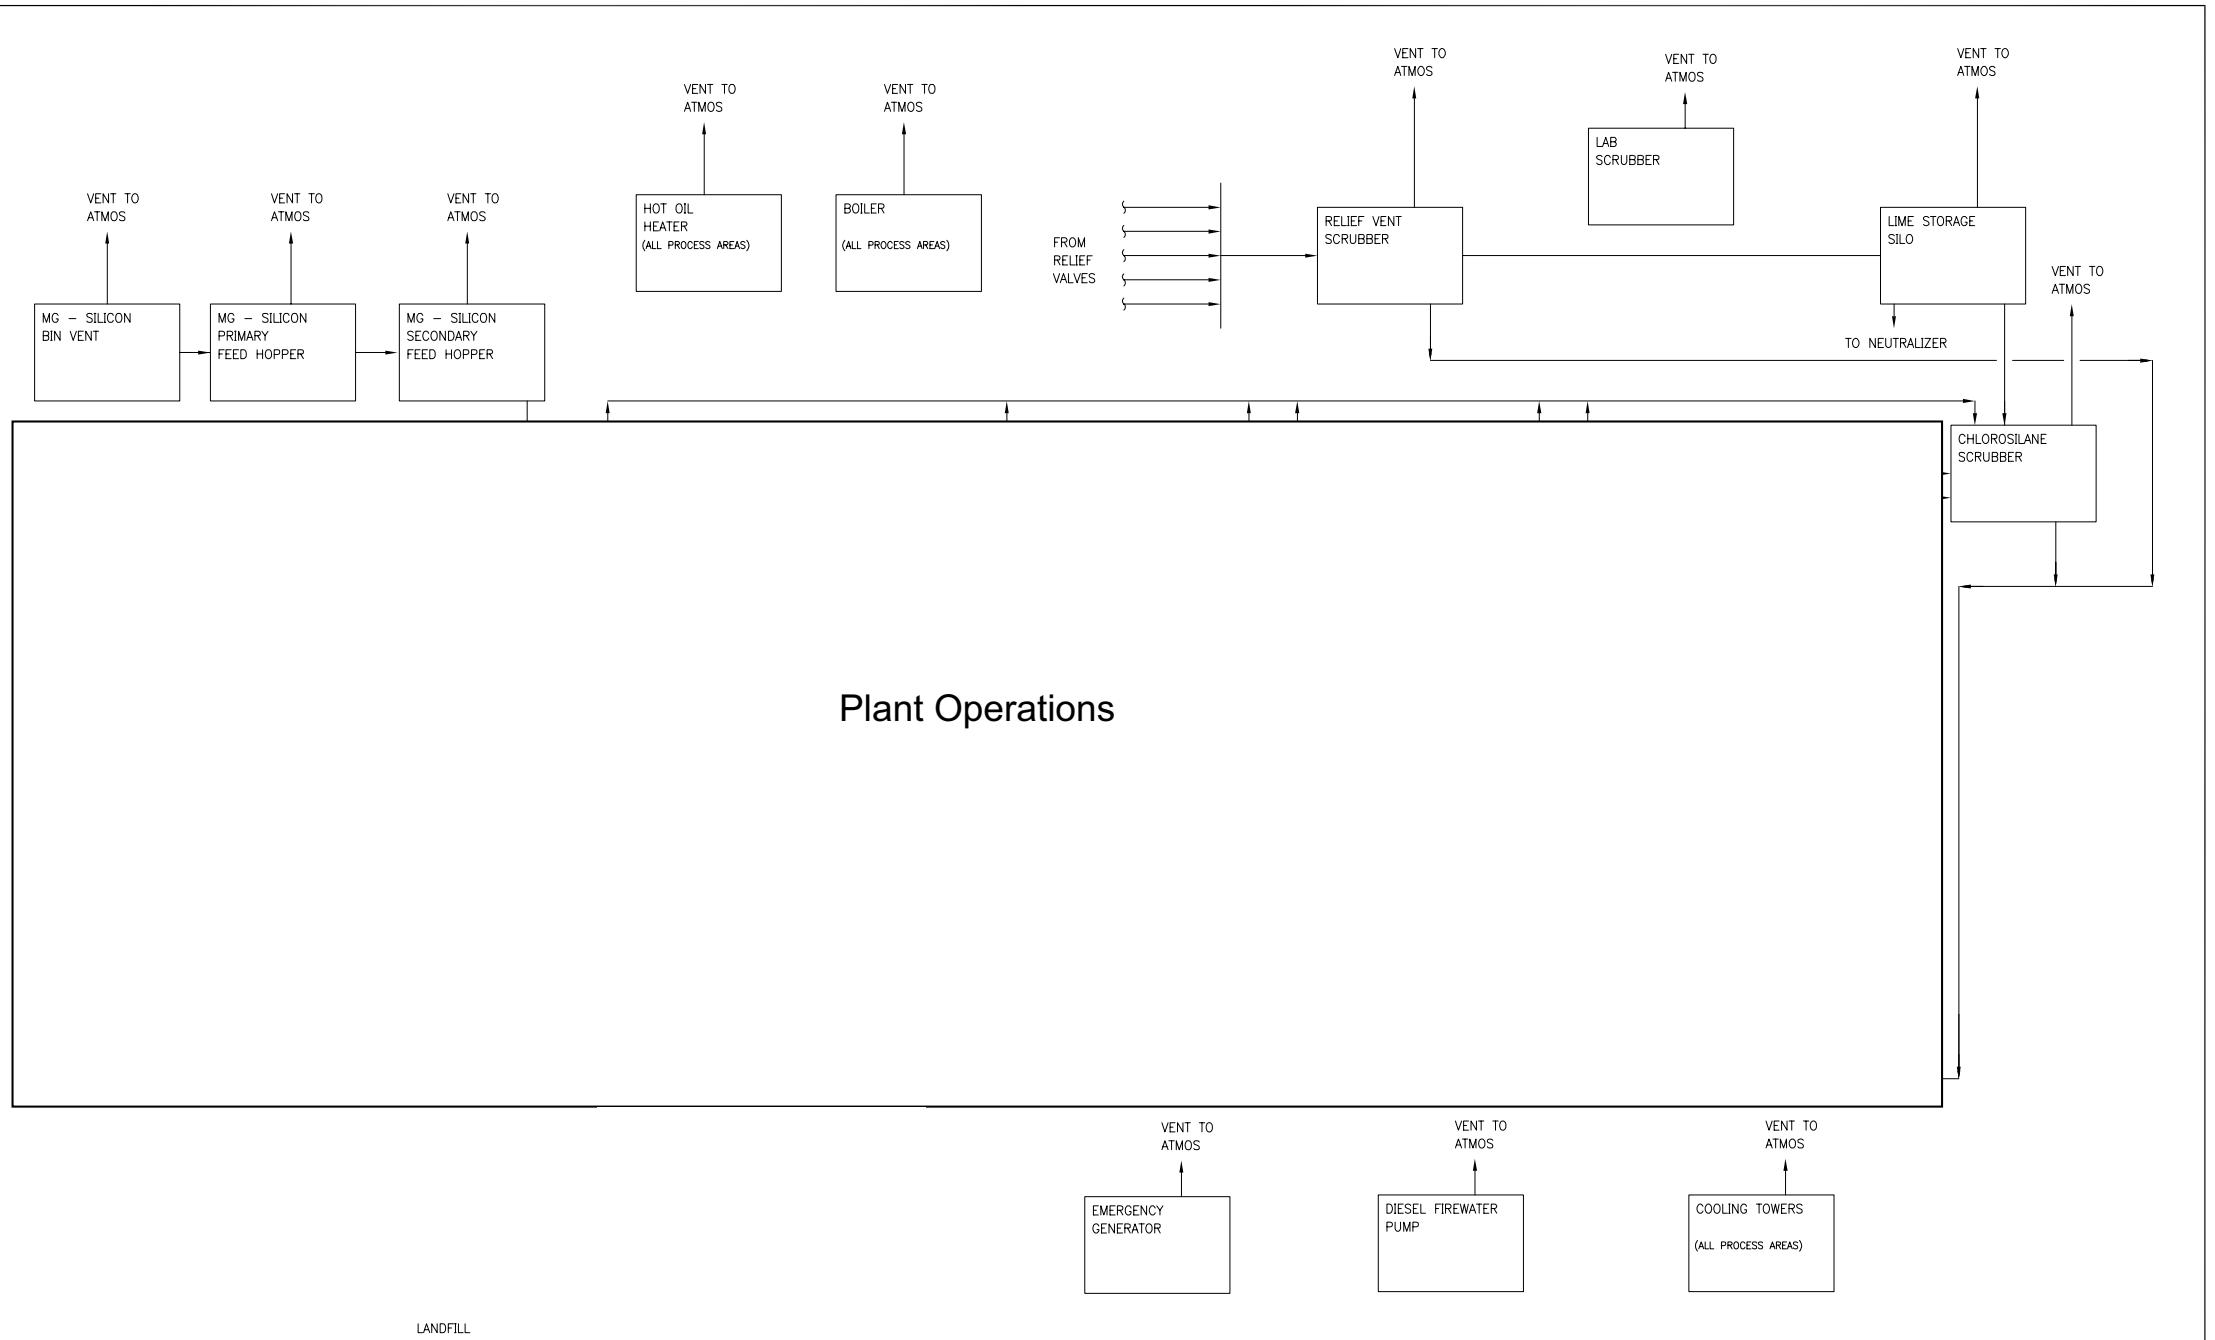 VENT TO
ATMOS
VENT TO
ATMOS
VENT TO
ATMOS
VENT TO
ATMOS
VENT TO
ATMOS
VENT TO
ATMOS
VENT TO
ATMOS
VENT TO
ATMOS
VENT TO
ATMOS
VENT TO
ATMOS
MG – SILICON
BIN VENT
MG – SILICON
PRIMARY
FEED HOPPER
MG – SILICON
SECONDARY
FEED HOPPER
HOT OIL
HEATER
(ALL PROCESS AREAS)
BOILER
(ALL PROCESS AREAS)
FROM
RELIEF
VALVES
RELIEF VENT
SCRUBBER
LAB
SCRUBBER
LIME STORAGE
SILO
TO NEUTRALIZER
CHLOROSILANE
SCRUBBER
Plant Operations
VENT TO
ATMOS
VENT TO
ATMOS
VENT TO
ATMOS
EMERGENCY
GENERATOR
DIESEL FIREWATER
PUMP
COOLING TOWERS
(ALL PROCESS AREAS)
LANDFILL